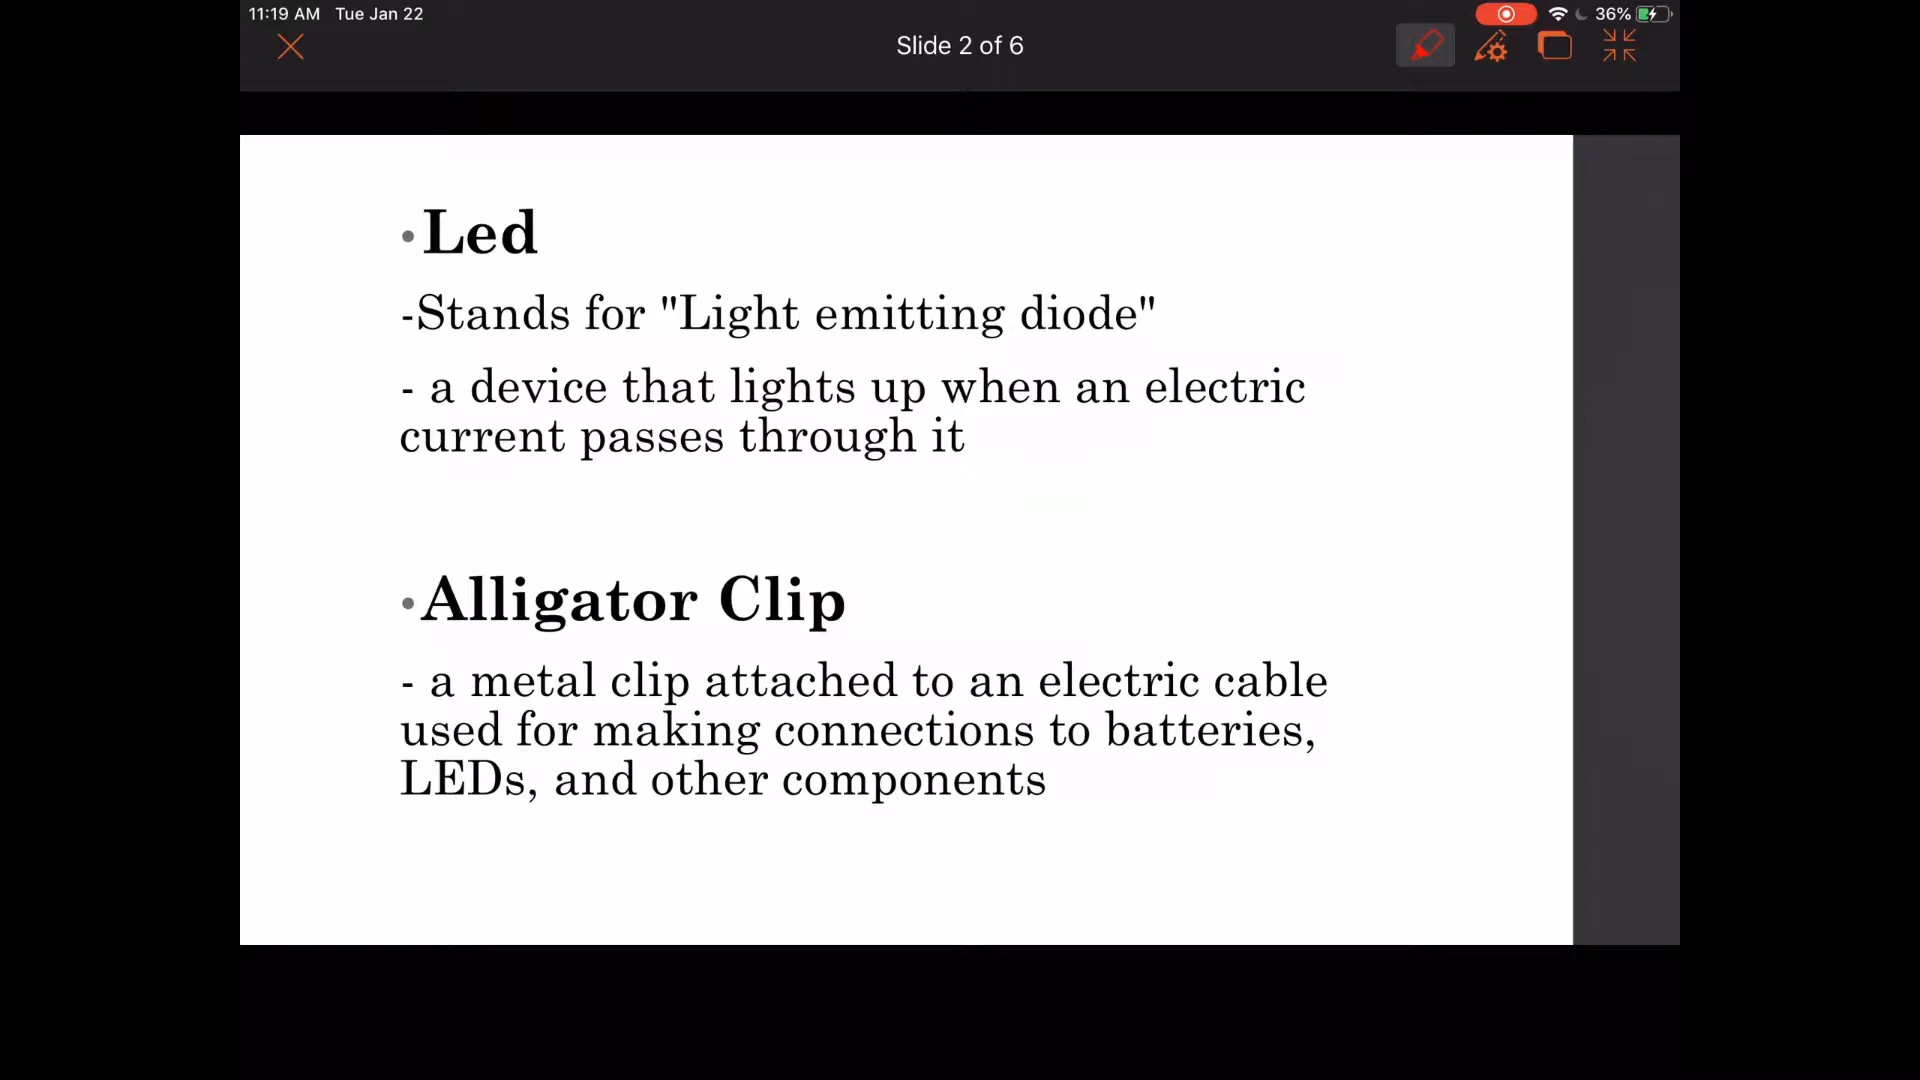 11:19 AM Tue Jan 22
36%
Slide 2 of 6
•Led
-Stands for "Light emitting diode"
- a device that lights up when an electric
current passes through it
•Alligator Clip
- a metal clip attached to an electric cable
used for making connections to batteries,
LEDs, and other components